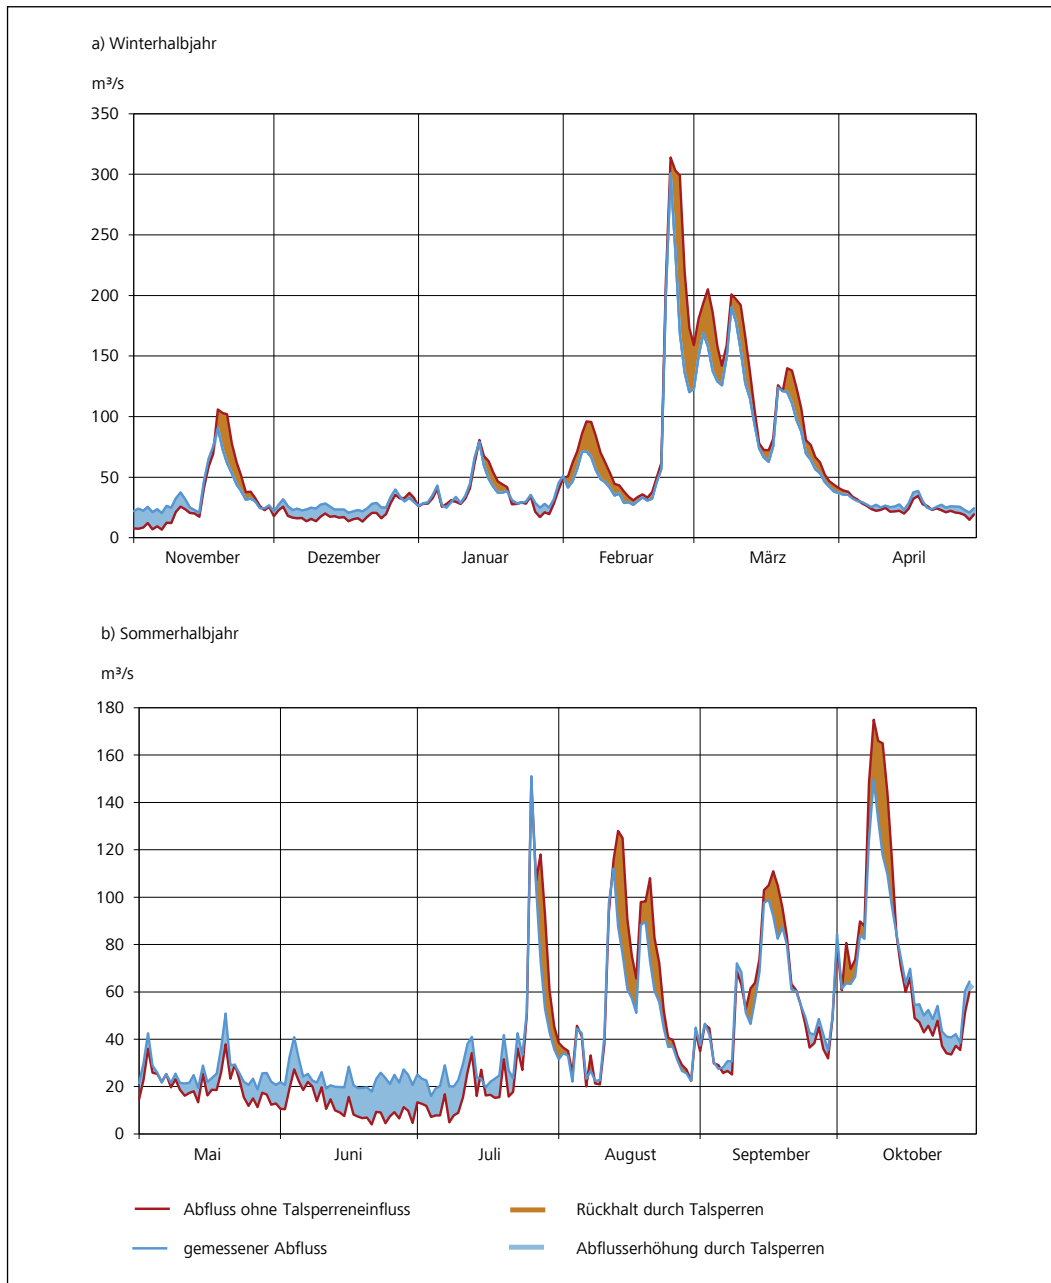 a) Winterhalbjahr
m³/s
350
300
250
200
150
100
50
0
November Dezember Januar Februar März April
b) Sommerhalbjahr
m³/s
180
160
140
120
100
80
60
40
20
0
Mai Juni Juli August September Oktober
Abfluss ohne Talsperreneinfluss Rückhalt durch Talsperren
gemessener Abfluss Abflusserhöhung durch Talsperren